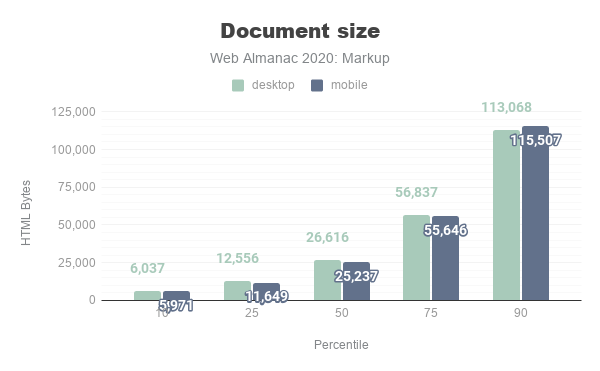 Document size
Web Almanac 2020: Markup
desktop mobile
HTML Bytes
125,000
100,000
75,000
50,000
25,000
0
6,037
5,971
12,556
11,649
26,616
25,237
56,837
55,646
113,068
115,507
10 25 50 75 90
Percentile